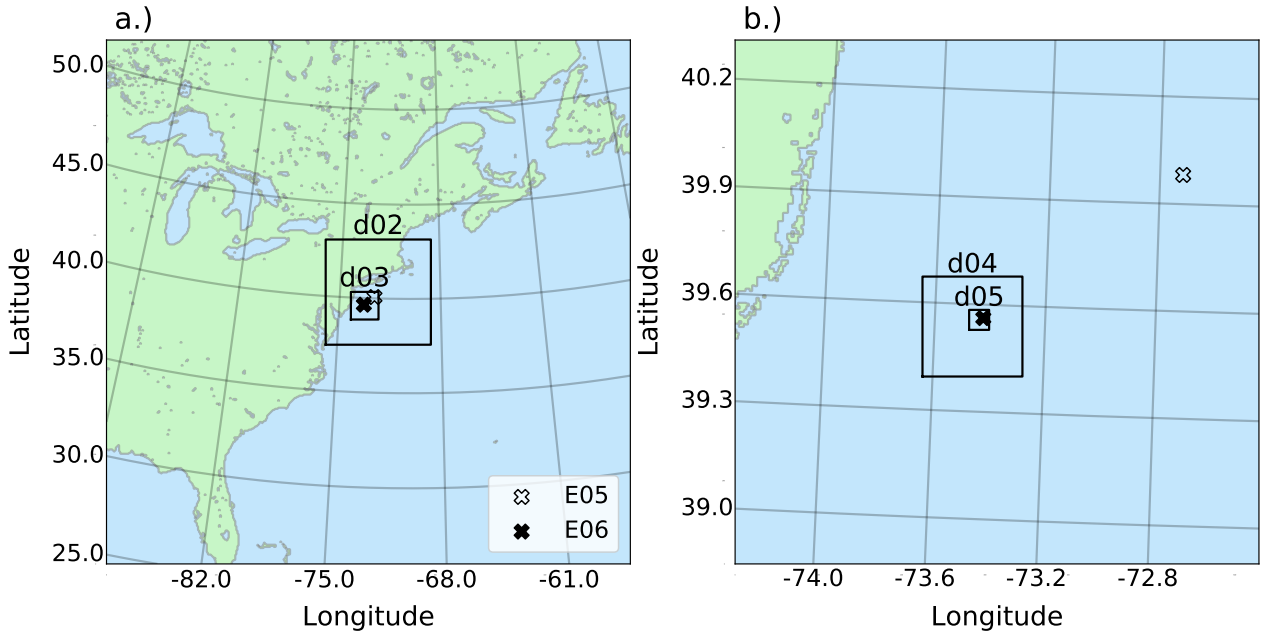 a.)
50.0
45.0
40.0
35.0
30.0
25.0
Latitude
d02
d03
E05
E06
-82.0 -75.0 -68.0 -61.0
Longitude
b.)
40.2
39.9
39.6
39.3
39.0
Latitude
d04
d05
-74.0 -73.6 -73.2 -72.8
Longitude